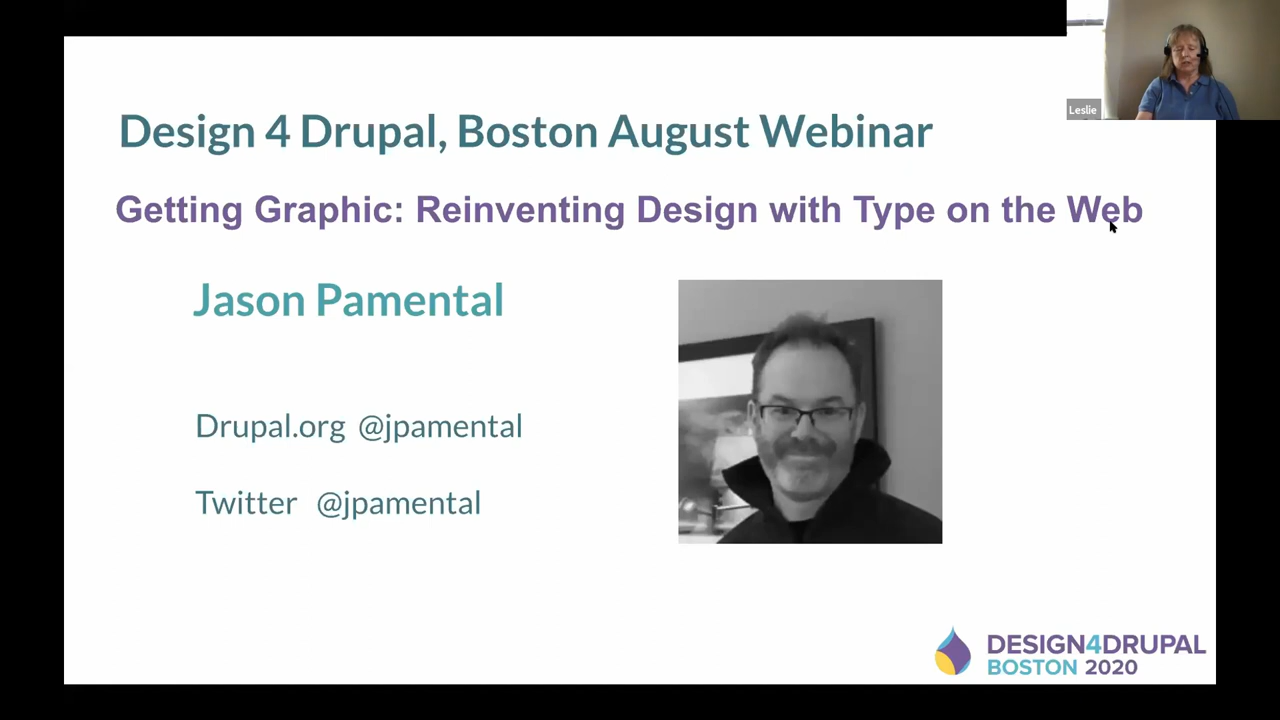 Leslie
Design 4 Drupal, Boston August Webinar
Getting Graphic: Reinventing Design with Type on the Web
Jason Pamental
Drupal.org @jpamental
Twitter @jpamental
DESIGN4DRUPAL
BOSTON 2020